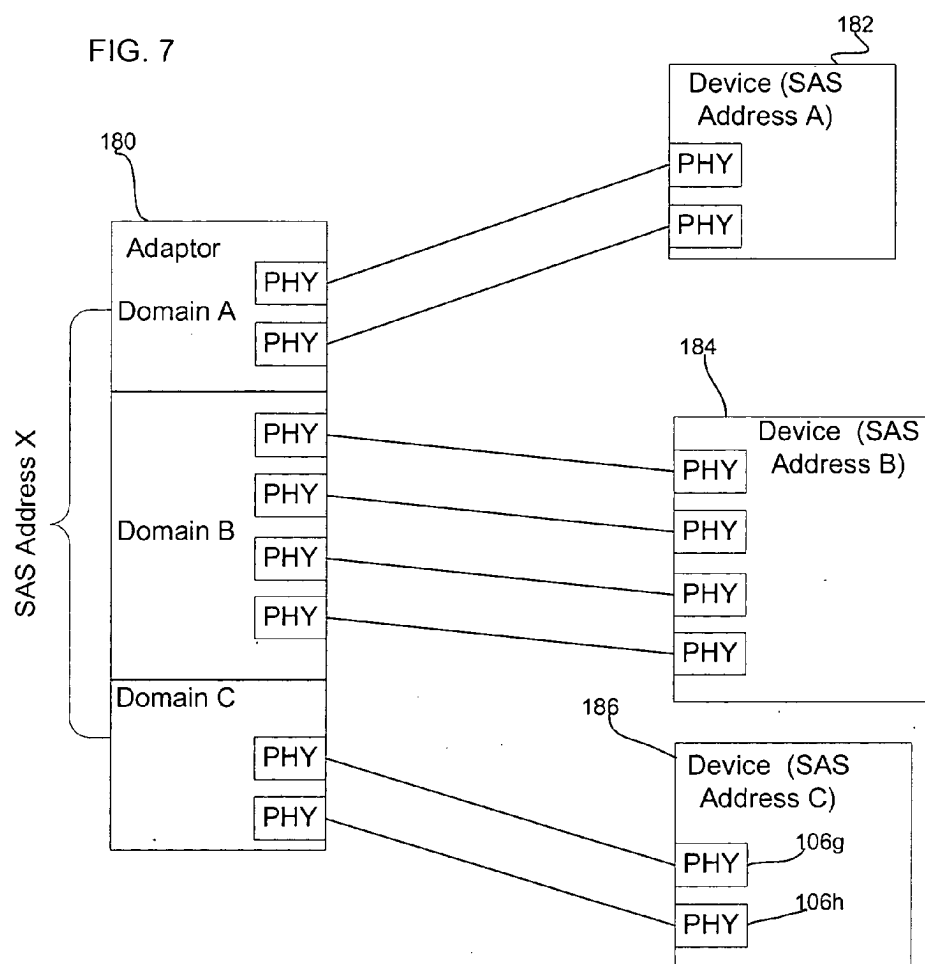 FIG. 7
182
Device (SAS
Address A)
PHY
PHY
180
Adaptor
Domain A
PHY
PHY
SAS Address X
Domain B
PHY
PHY
PHY
PHY
184
Device (SAS
Address B)
PHY
PHY
PHY
PHY
Domain C
PHY
PHY
186
Device (SAS
Address C)
PHY
106g
PHY
106h